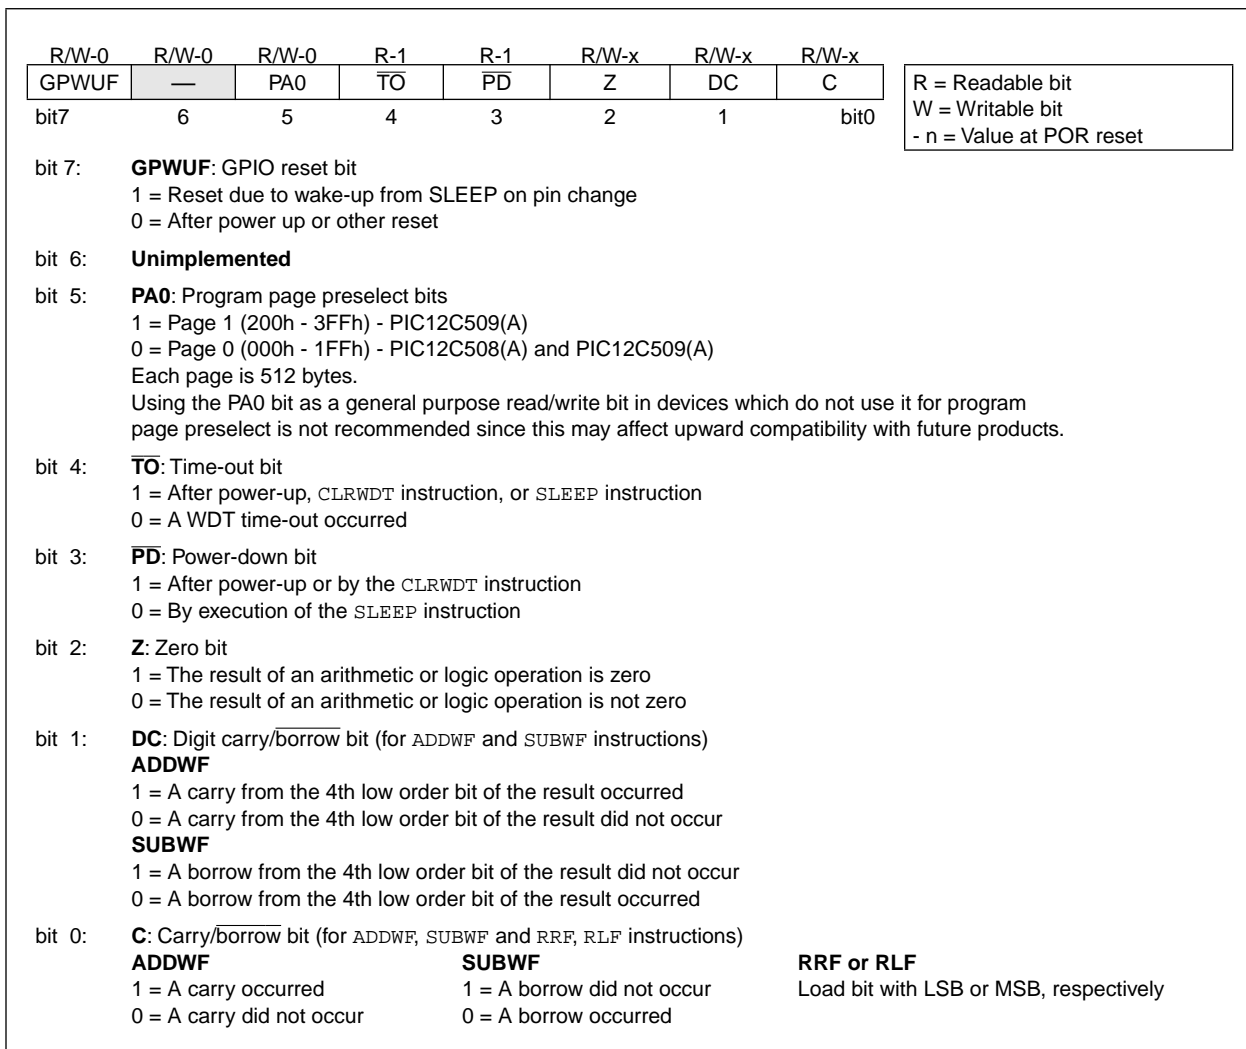 R/W-0 R/W-0 R/W-0 R-1 R-1 R/W-x R/W-x R/W-x
GPWUF — PA0 T̅O̅ P̅D̅ Z DC C
bit7 6 5 4 3 2 1 bit0
R = Readable bit
W = Writable bit
- n = Value at POR reset
bit 7: GPWUF: GPIO reset bit
1 = Reset due to wake-up from SLEEP on pin change
0 = After power up or other reset
bit 6: Unimplemented
bit 5: PA0: Program page preselect bits
1 = Page 1 (200h - 3FFh) - PIC12C509(A)
0 = Page 0 (000h - 1FFh) - PIC12C508(A) and PIC12C509(A)
Each page is 512 bytes.
Using the PA0 bit as a general purpose read/write bit in devices which do not use it for program
page preselect is not recommended since this may affect upward compatibility with future products.
bit 4: T̅O̅: Time-out bit
1 = After power-up, CLRWDT instruction, or SLEEP instruction
0 = A WDT time-out occurred
bit 3: P̅D̅: Power-down bit
1 = After power-up or by the CLRWDT instruction
0 = By execution of the SLEEP instruction
bit 2: Z: Zero bit
1 = The result of an arithmetic or logic operation is zero
0 = The result of an arithmetic or logic operation is not zero
bit 1: DC: Digit carry/b̅o̅r̅r̅o̅w̅ bit (for ADDWF and SUBWF instructions)
ADDWF
1 = A carry from the 4th low order bit of the result occurred
0 = A carry from the 4th low order bit of the result did not occur
SUBWF
1 = A borrow from the 4th low order bit of the result did not occur
0 = A borrow from the 4th low order bit of the result occurred
bit 0: C: Carry/b̅o̅r̅r̅o̅w̅ bit (for ADDWF, SUBWF and RRF, RLF instructions)
ADDWF SUBWF RRF or RLF
1 = A carry occurred 1 = A borrow did not occur Load bit with LSB or MSB, respectively
0 = A carry did not occur 0 = A borrow occurred